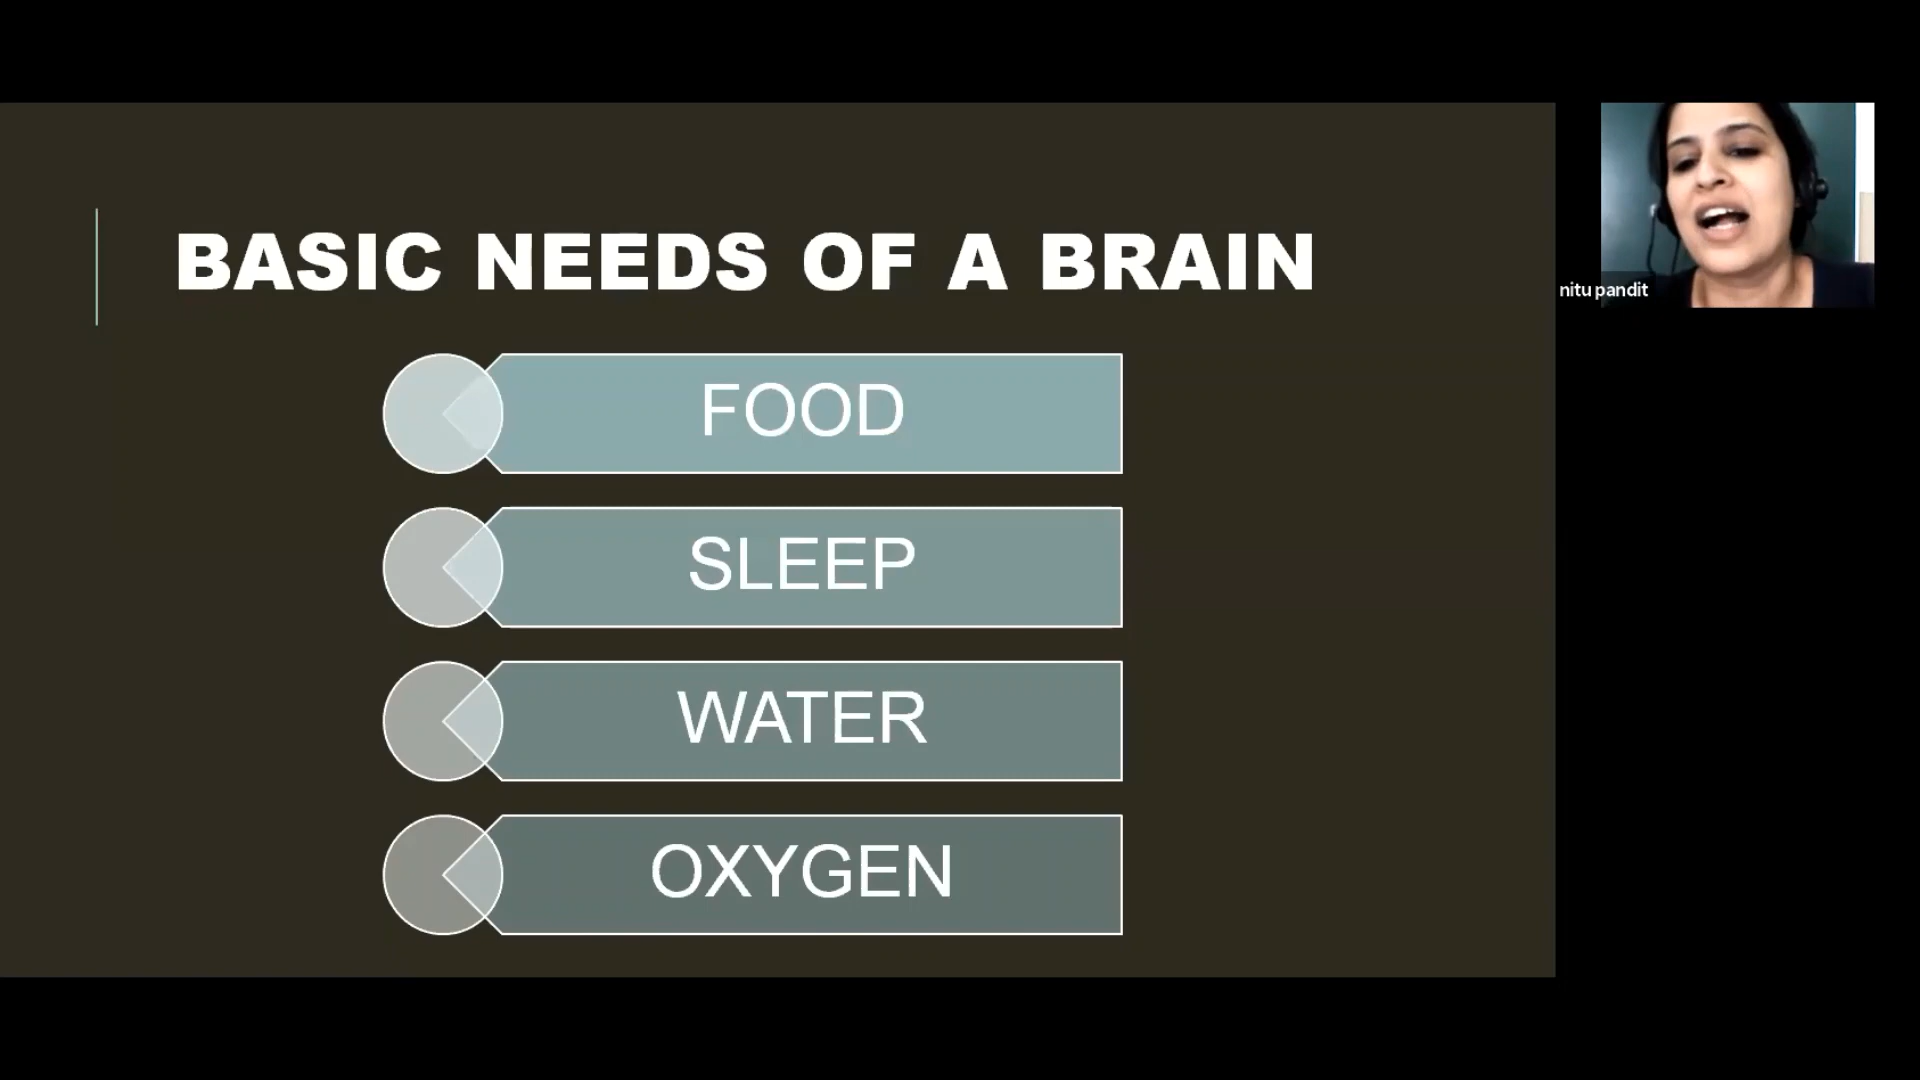 BASIC NEEDS OF A BRAIN
FOOD
SLEEP
WATER
OXYGEN
nitu pandit